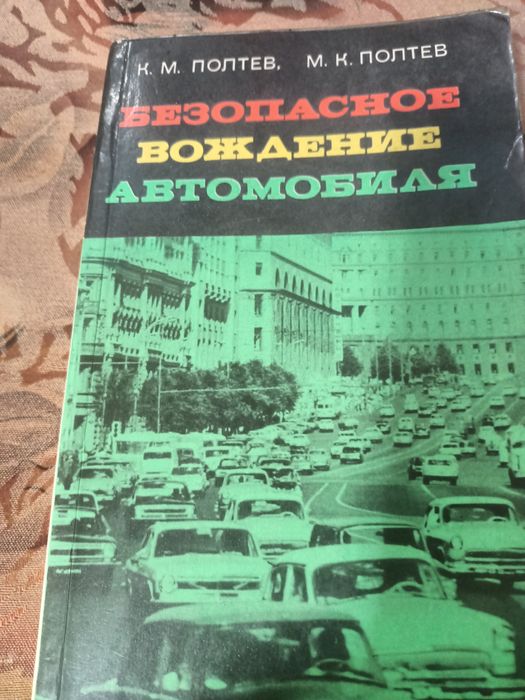 К. М. ПОЛТЕВ, М. К. ПОЛТЕВ
БЕЗОПАСНОЕ
ВОЖДЕНИЕ
АВТОМОБИЛЯ